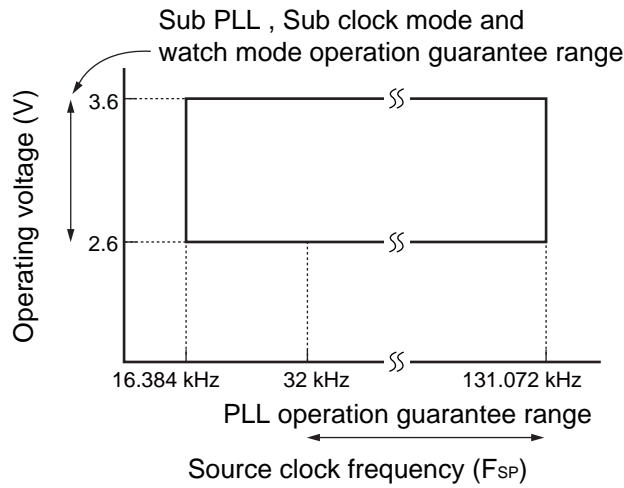 Sub PLL , Sub clock mode and
watch mode operation guarantee range
Operating voltage (V)
3.6
2.6
16.384 kHz
32 kHz
131.072 kHz
PLL operation guarantee range
Source clock frequency (FSP)